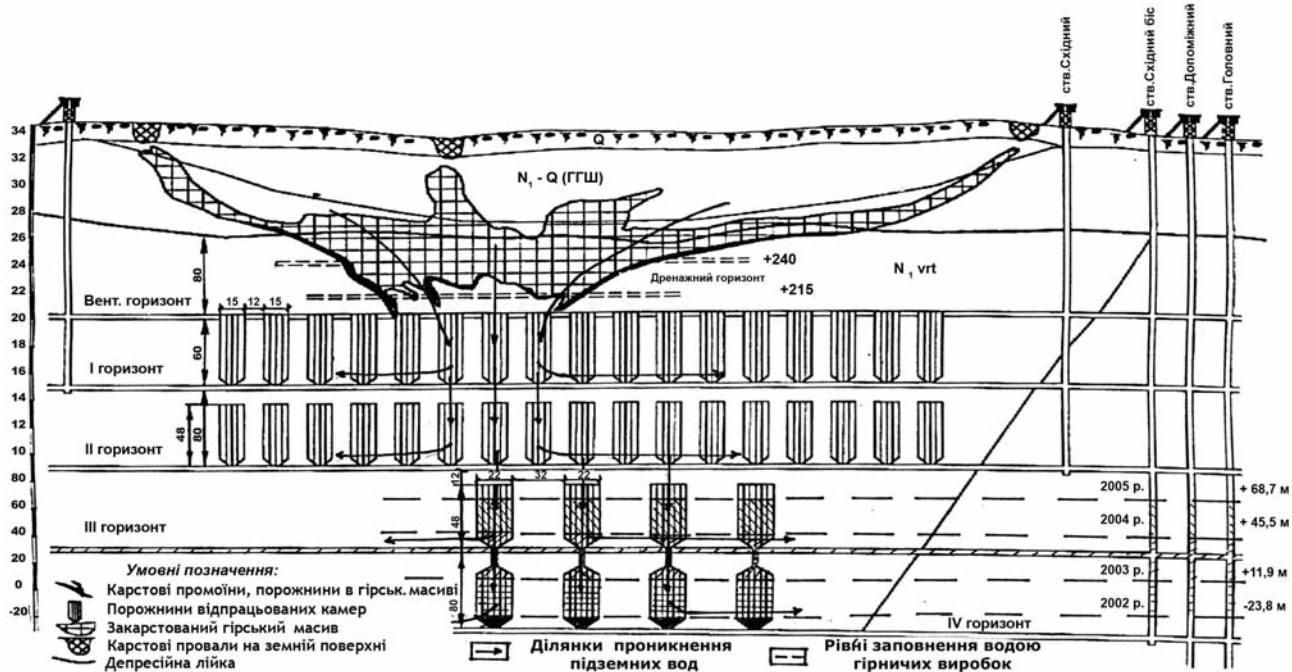 ств.Східний
ств.Східний біс
ств.Допоміжний
ств.Головний
34
32
30
28
26
24
22
20
18
16
14
12
10
80
60
40
20
0
-20
Q
N1 - Q (ГГШ)
N1 vrt
+240
Дренажний горизонт
+215
80
Вент. горизонт
15 12 15
60
I горизонт
48
80
II горизонт
22 32 22
12
48
III горизонт
80
IV горизонт
2005 р. + 68,7 м
2004 р. + 45,5 м
2003 р. +11,9 м
2002 р. -23,8 м
Умовні позначення:
Карстові промоїни, порожнини в гірськ. масиві
Порожнини відпрацьованих камер
Закарстований гірський масив
Карстові провали на земній поверхні
Депресійна лійка
Ділянки проникнення
підземних вод
Рівні заповнення водою
гірничих виробок